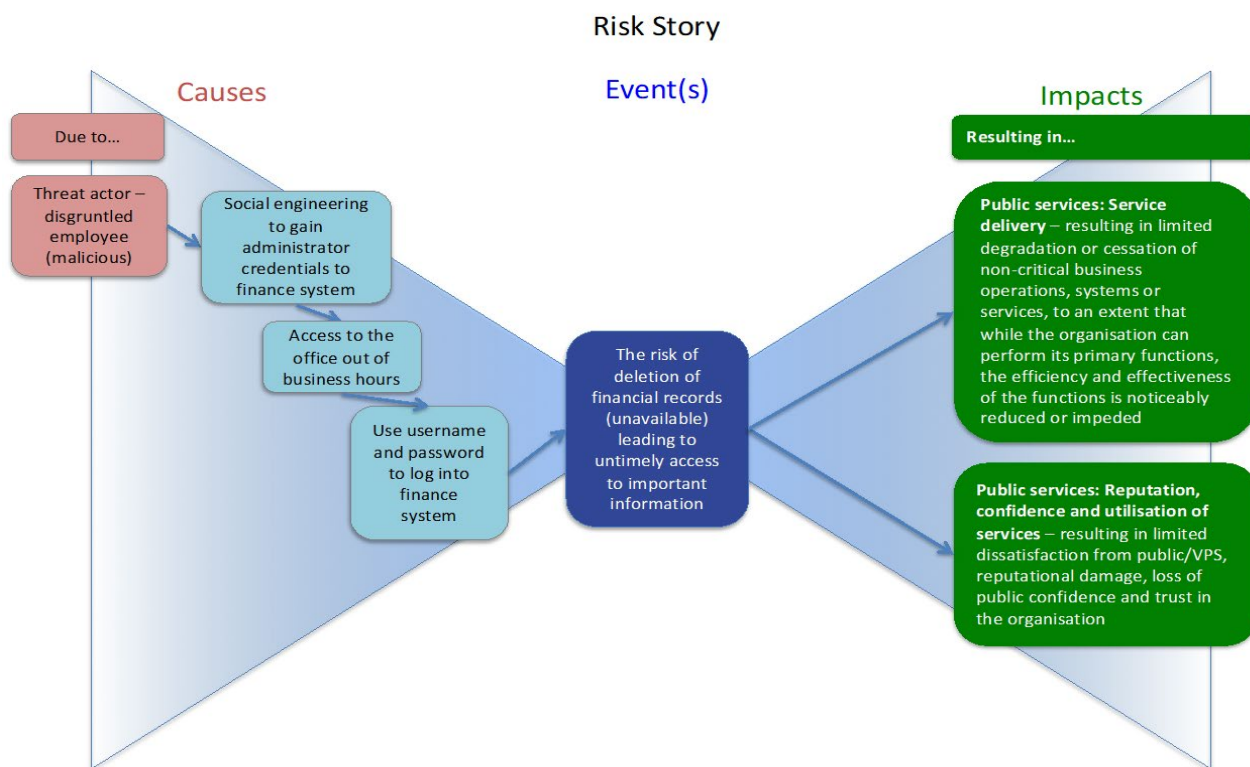 Risk Story
Causes
Event(s)
Impacts
Due to...
Resulting in...
Threat actor –
disgruntled
employee
(malicious)
Social engineering
to gain
administrator
credentials to
finance system
Access to the
office out of
business hours
Use username
and password
to log into
finance
system
The risk of
deletion of
financial records
(unavailable)
leading to
untimely access
to important
information
Public services: Service
delivery – resulting in limited
degradation or cessation of
non-critical business
operations, systems or
services, to an extent that
while the organisation can
perform its primary functions,
the efficiency and effectiveness
of the functions is noticeably
reduced or impeded
Public services: Reputation,
confidence and utilisation of
services – resulting in limited
dissatisfaction from public/VPS,
reputational damage, loss of
public confidence and trust in
the organisation